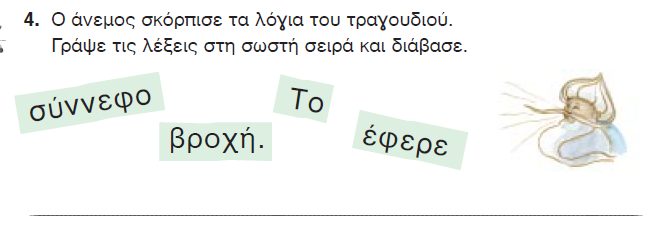 4. Ο άνεμος σκόρπισε τα λόγια του τραγουδιού.
Γράψε τις λέξεις στη σωστή σειρά και διάβασε.
σύννεφο
Το
βροχή.
έφερε